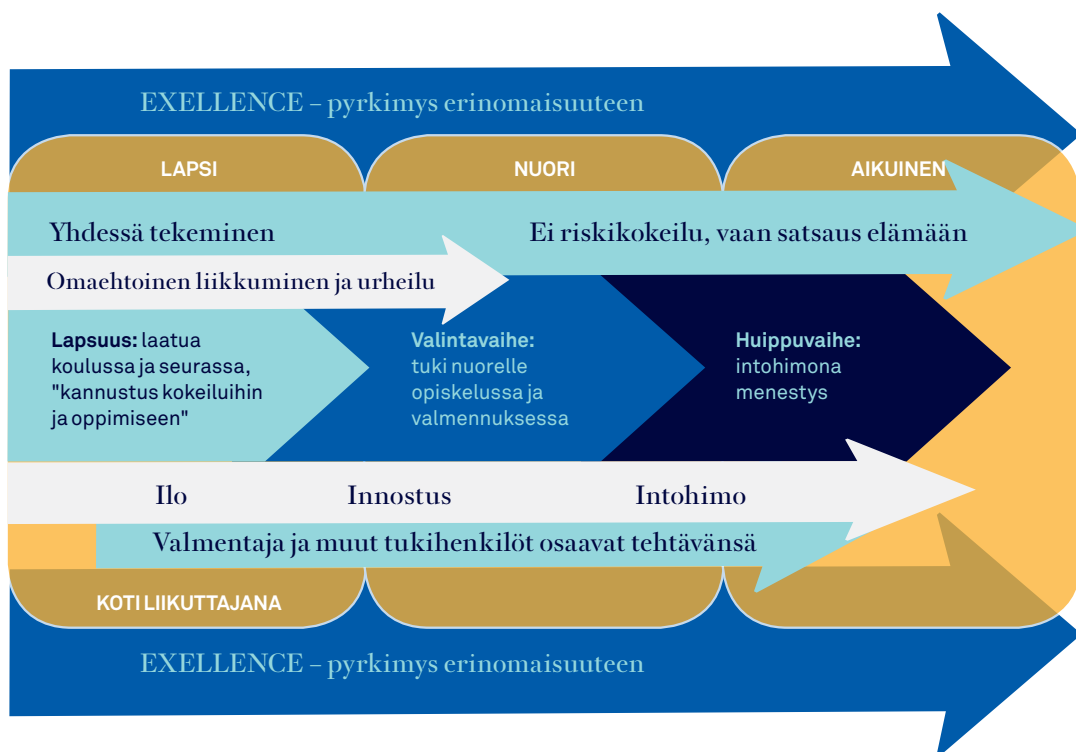 EXELLENCE – pyrkimys erinomaisuuteen
LAPSI
NUORI
AIKUINEN
Yhdessä tekeminen
Ei riskikokeilu, vaan satsaus elämään
Omaehtoinen liikkuminen ja urheilu
Lapsuus: laatua
koulussa ja seurassa,
"kannustus kokeiluihin
ja oppimiseen"
Valintavaihe:
tuki nuorelle
opiskelussa ja
valmennuksessa
Huippuvaihe:
intohimona
menestys
Ilo
Innostus
Intohimo
Valmentaja ja muut tukihenkilöt osaavat tehtävänsä
KOTI LIIKUTTAJANA
EXELLENCE – pyrkimys erinomaisuuteen